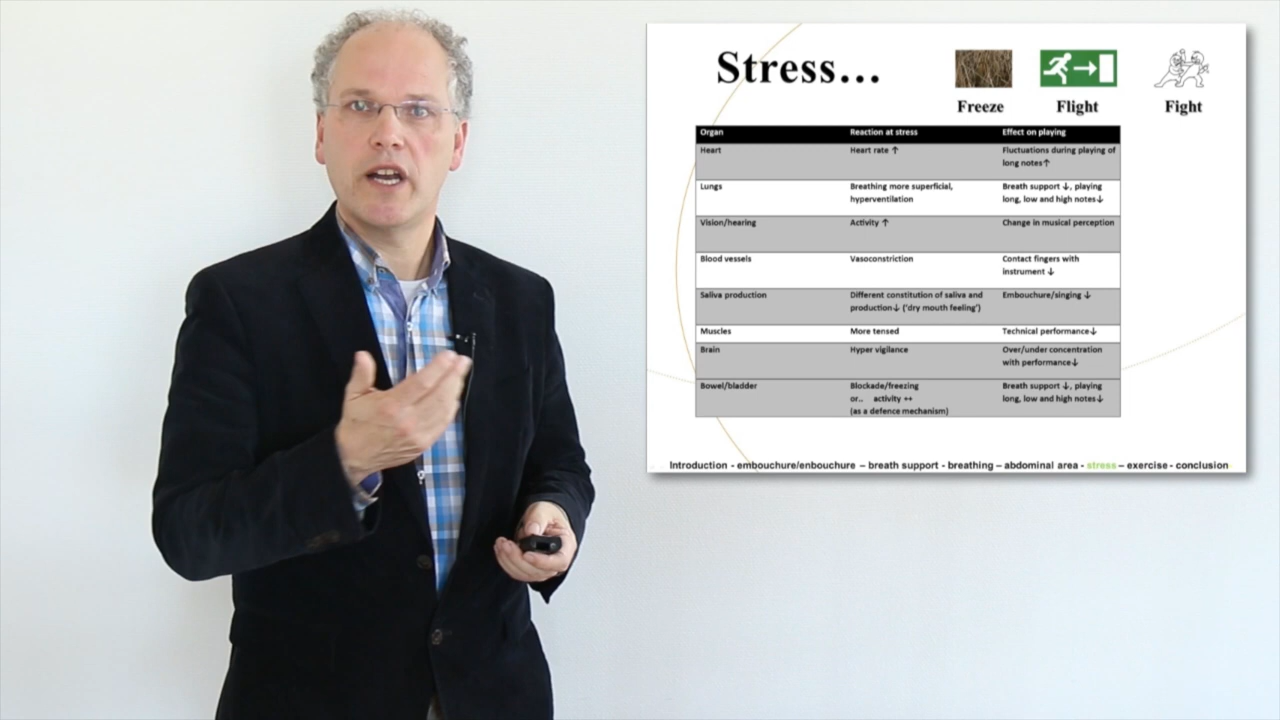 Stress…
Freeze Flight Fight
Organ Reaction at stress Effect on playing
Heart Heart rate ↑ Fluctuations during playing of
long notes↑
Lungs Breathing more superficial, Breath support ↓, playing
hyperventilation long, low and high notes↓
Vision/hearing Activity ↑ Change in musical perception
Blood vessels Vasoconstriction Contact fingers with
instrument ↓
Saliva production Different constitution of saliva and Embouchure/singing ↓
production↓ ('dry mouth feeling')
Muscles More tensed Technical performance↓
Brain Hyper vigilance Over/under concentration
with performance↓
Bowel/bladder Blockade/freezing Breath support ↓, playing
or.. activity ++ long, low and high notes↓
(as a defence mechanism)
Introduction - embouchure/enbouchure – breath support - breathing – abdominal area - stress – exercise - conclusion